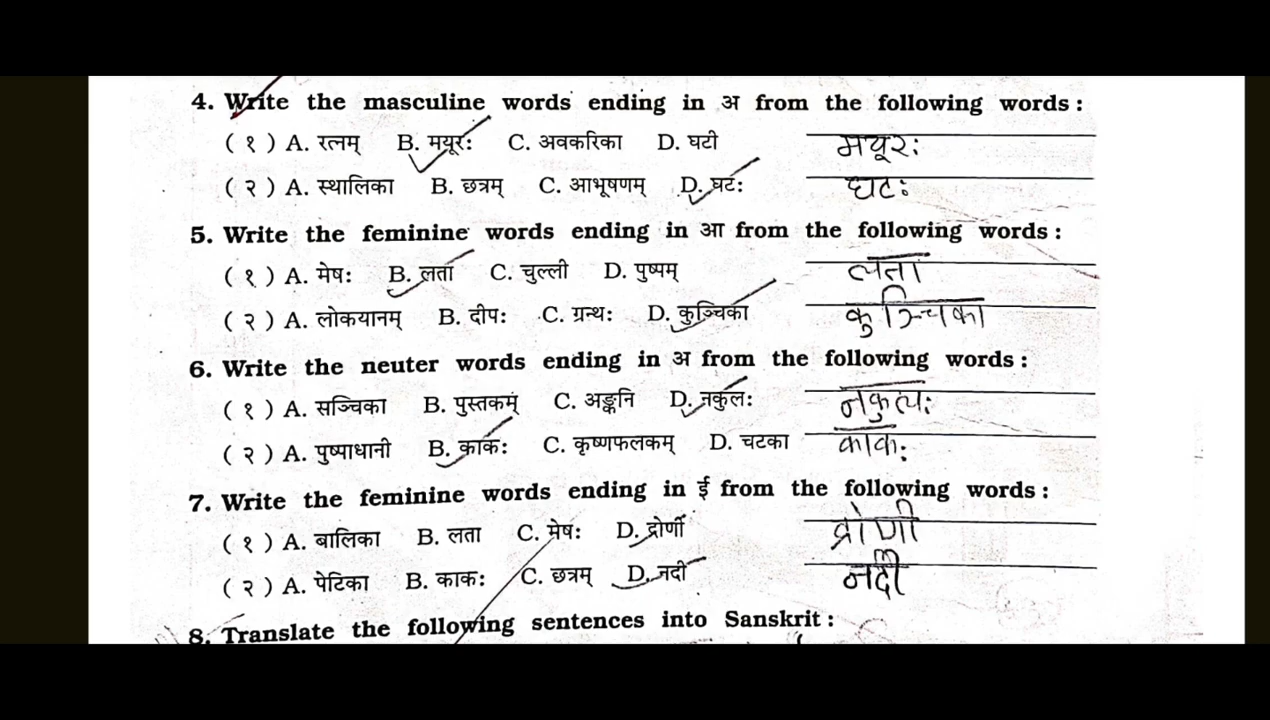 4. Write the masculine words ending in अ from the following words :
( १ ) A. रत्नम् B. मयूरः C. अवकरिका D. घटी मयूरः
( २ ) A. स्थालिका B. छत्रम् C. आभूषणम् D. घटः घटः
5. Write the feminine words ending in आ from the following words :
( १ ) A. मेषः B. लता C. चुल्ली D. पुष्पम् लता
( २ ) A. लोकयानम् B. दीपः C. ग्रन्थः D. कुञ्चिका कुञ्चिका
6. Write the neuter words ending in अ from the following words :
( १ ) A. सञ्चिका B. पुस्तकम् C. अङ्कनि D. नकुलः नकुलः
( २ ) A. पुष्पाधानी B. काकः C. कृष्णफलकम् D. चटका काकः
7. Write the feminine words ending in ई from the following words :
( १ ) A. बालिका B. लता C. मेषः D. द्रोणी द्रोणी
( २ ) A. पेटिका B. काकः C. छत्रम् D. नदी नदी
8. Translate the following sentences into Sanskrit :